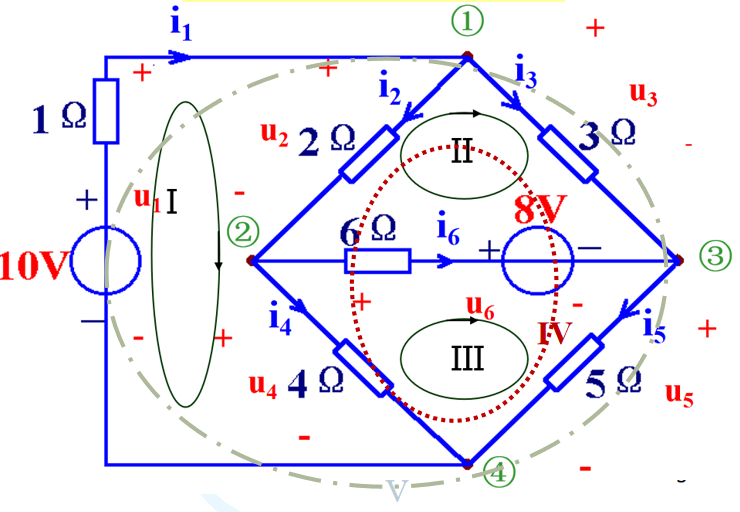 ①
i₁
+
+
+
i₂
i₃
u₃
1 Ω
u₂
2 Ω
II
3 Ω
-
+
u₁
I
-
②
8V
6 Ω
i₆
+
−
③
10V
−
-
+
i₄
+
u₆
-
IV
i₅
+
u₄
4 Ω
III
5 Ω
u₅
-
④
-
V